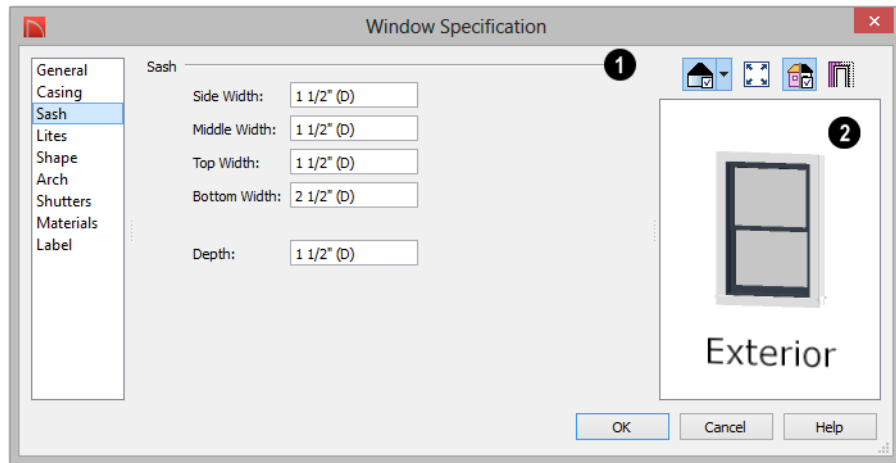 Window Specification
General
Casing
Sash
Lites
Shape
Arch
Shutters
Materials
Label
Sash
1
Side Width: 1 1/2" (D)
Middle Width: 1 1/2" (D)
Top Width: 1 1/2" (D)
Bottom Width: 2 1/2" (D)
Depth: 1 1/2" (D)
2
Exterior
OK Cancel Help